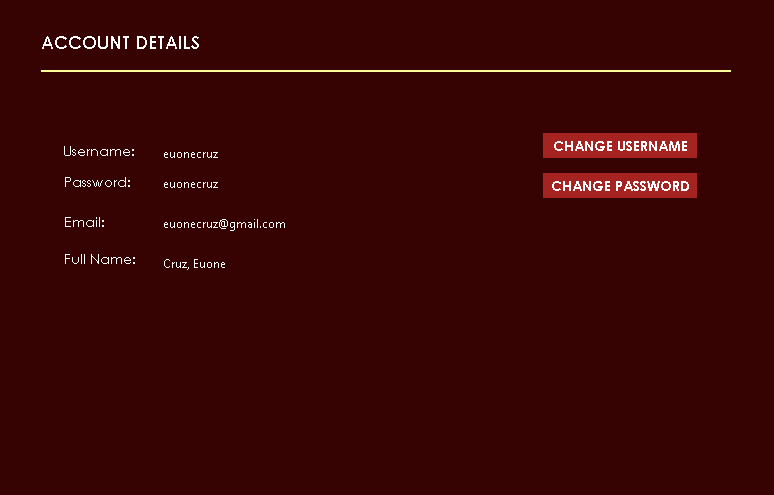 ACCOUNT DETAILS
Username: euonecruz
CHANGE USERNAME
Password: euonecruz
CHANGE PASSWORD
Email: euonecruz@gmail.com
Full Name: Cruz, Euone